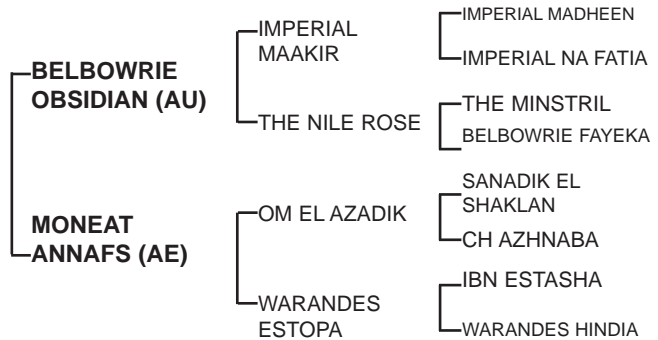 BELBOWRIE
OBSIDIAN (AU)
MONEAT
ANNAFS (AE)
IMPERIAL
MAAKIR
THE NILE ROSE
OM EL AZADIK
WARANDES
ESTOPA
IMPERIAL MADHEEN
IMPERIAL NA FATIA
THE MINSTRIL
BELBOWRIE FAYEKA
SANADIK EL
SHAKLAN
CH AZHNABA
IBN ESTASHA
WARANDES HINDIA